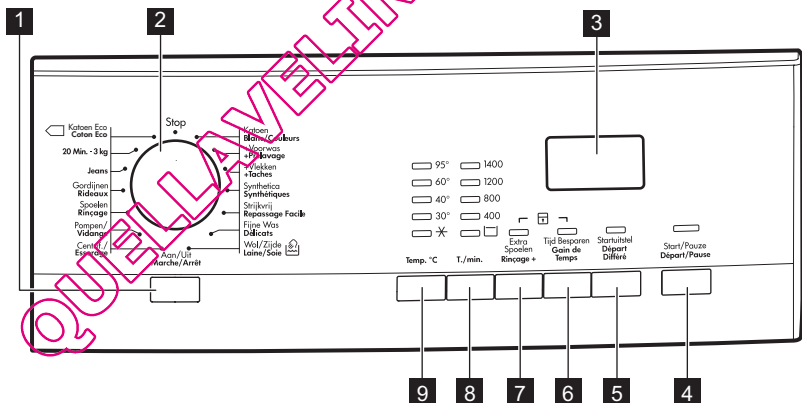 1
2
3
QUELLAVELIN
Stop
Katoen Eco
Coton Eco
20 Min. - 3 kg
Jeans
Gordijnen
Rideaux
Spoelen
Rinçage
Pompen/
Vidange
Centrif./
Essorage
Katoen
Blanc/Couleurs
+Voorwas
+Prélavage
+Vlekken
+Taches
Synthetica
Synthétiques
Strijkvrij
Repassage Facile
Fijne Was
Délicats
Wol/Zijde
Laine/Soie
Aan/Uit
Marche/Arrêt
95° 1400
60° 1200
40° 800
30° 400
Temp. °C
T./min.
Extra
Spoelen
Rinçage +
Tijd Besparen
Gain de
Temps
Startuitstel
Départ
Différé
Start/Pauze
Départ/Pause
9
8
7
6
5
4